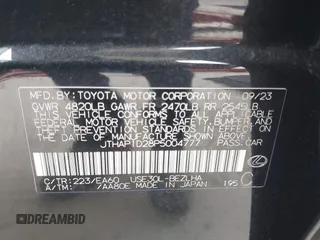 MFD.BY: TOYOTA MOTOR CORPORATION 09/23
GVWR 4820LB GAWR FR 2470LB RR 2545LB
THIS VEHICLE CONFORMS TO ALL APPLICABLE
FEDERAL MOTOR VEHICLE SAFETY, BUMPER, AND
THEFT PREVENTION STANDARDS IN EFFECT ON
THE DATE OF MANUFACTURE SHOWN ABOVE.
JTHAP1D28P5004777
PASS. CAR
C/TR: 223/EA60 USE30L-BEZLHA
A/TM: /AA80E MADE IN JAPAN 195 C